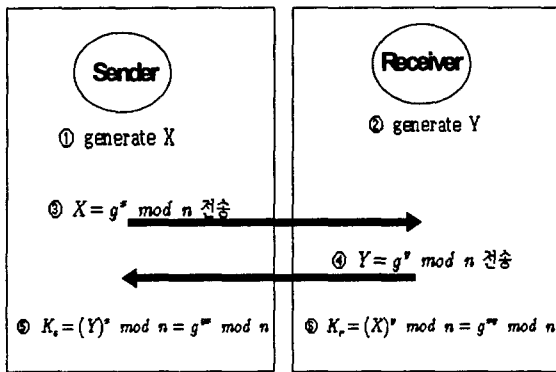 Sender
Receiver
① generate X
② generate Y
③ X = g^x mod n 전송
④ Y = g^y mod n 전송
⑤ K_s = (Y)^x mod n = g^xy mod n
⑥ K_r = (X)^y mod n = g^xy mod n